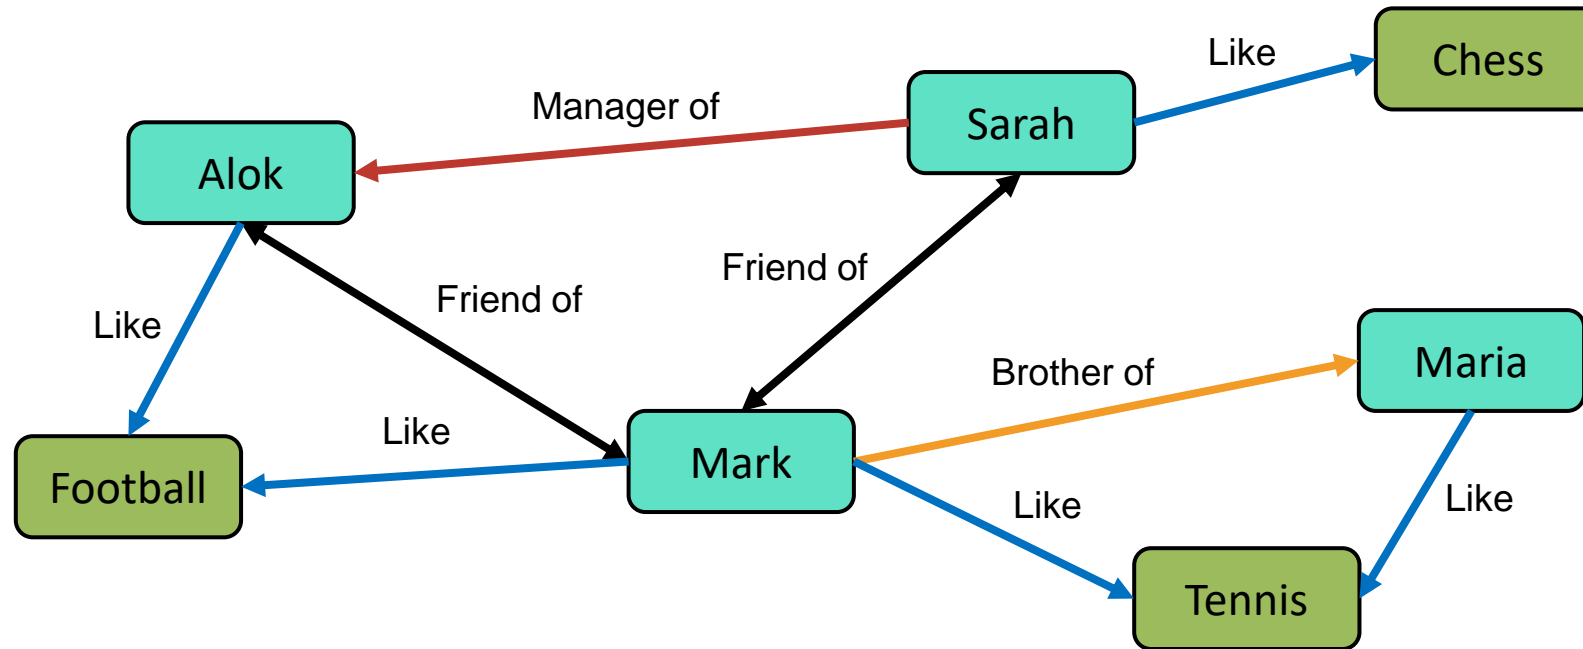 Like
Chess
Manager of
Sarah
Alok
Friend of
Friend of
Like
Brother of
Maria
Like
Mark
Football
Like
Like
Tennis